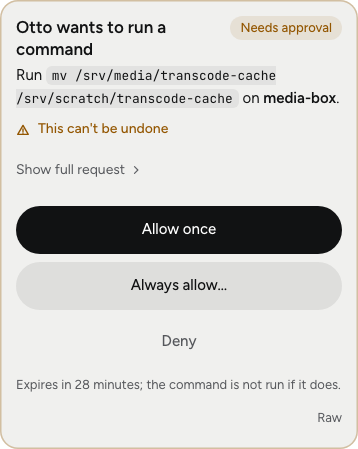 Otto wants to run a
command
Needs approval
Run mv /srv/media/transcode-cache
/srv/scratch/transcode-cache on media-box.
This can't be undone
Show full request
Allow once
Always allow...
Deny
Expires in 28 minutes; the command is not run if it does.
Raw